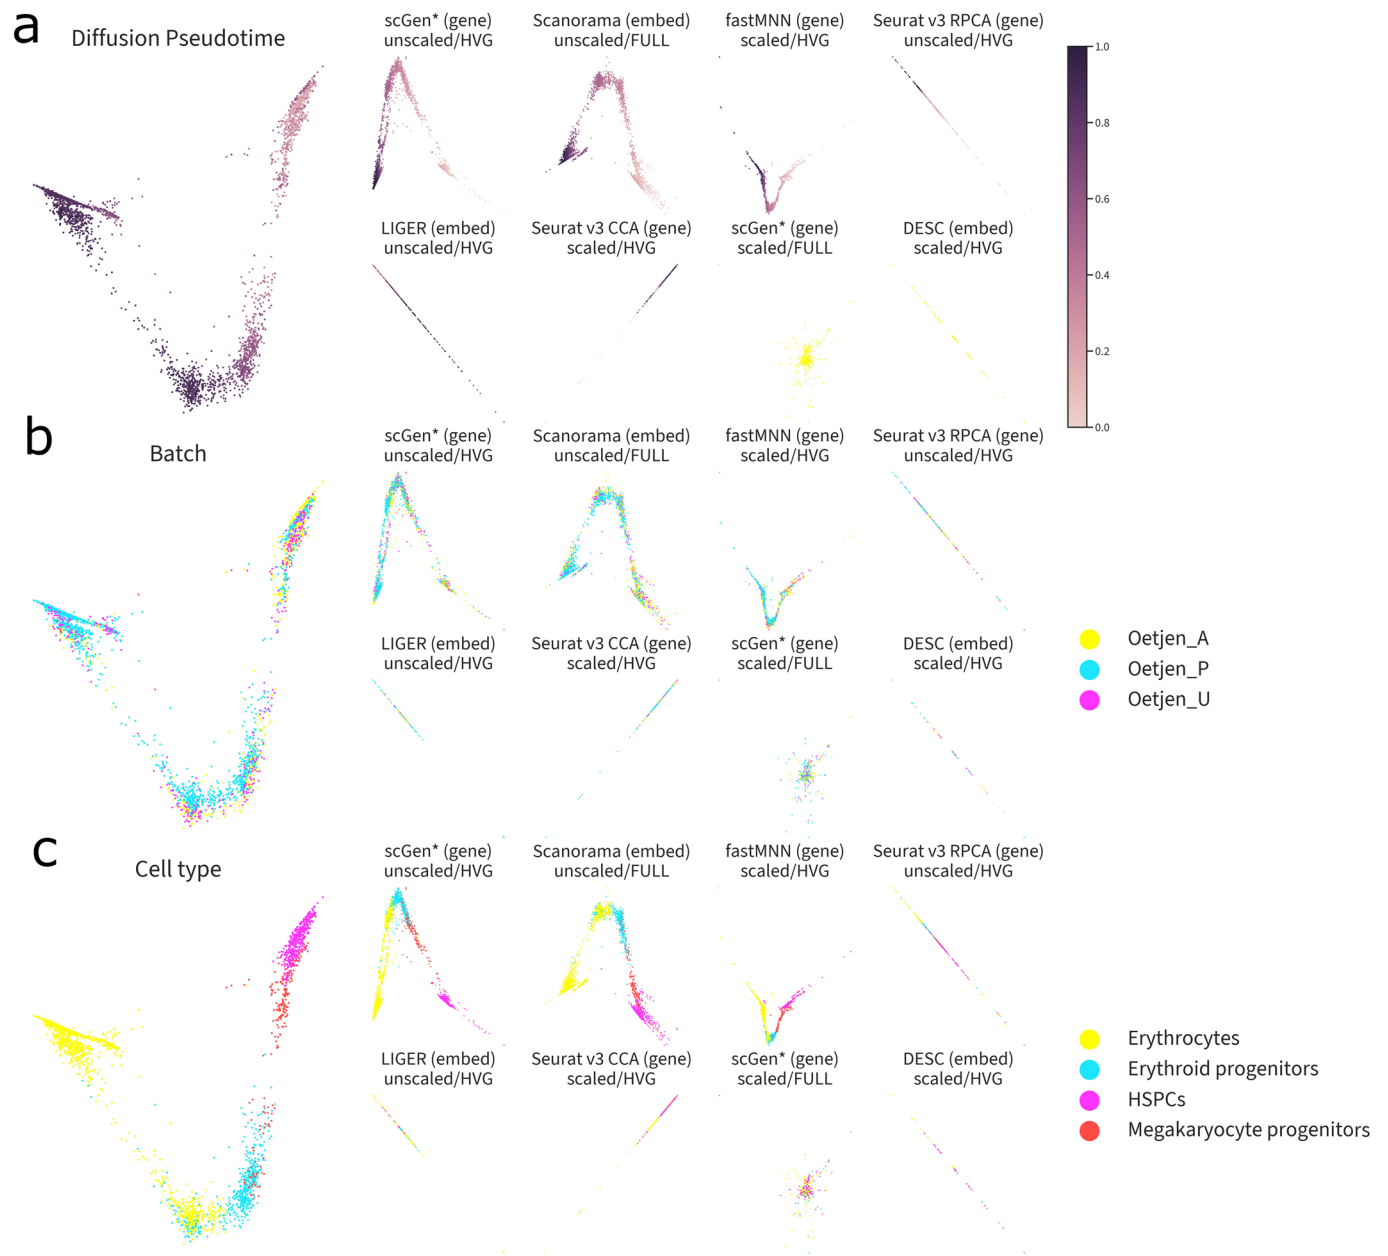 a
Diffusion Pseudotime
scGen* (gene)
unscaled/HVG
Scanorama (embed)
unscaled/FULL
fastMNN (gene)
scaled/HVG
Seurat v3 RPCA (gene)
unscaled/HVG
LIGER (embed)
unscaled/HVG
Seurat v3 CCA (gene)
scaled/HVG
scGen* (gene)
scaled/FULL
DESC (embed)
scaled/HVG
1.0
0.8
0.6
0.4
0.2
0.0
b
Batch
scGen* (gene)
unscaled/HVG
Scanorama (embed)
unscaled/FULL
fastMNN (gene)
scaled/HVG
Seurat v3 RPCA (gene)
unscaled/HVG
LIGER (embed)
unscaled/HVG
Seurat v3 CCA (gene)
scaled/HVG
scGen* (gene)
scaled/FULL
DESC (embed)
scaled/HVG
Oetjen_A
Oetjen_P
Oetjen_U
c
Cell type
scGen* (gene)
unscaled/HVG
Scanorama (embed)
unscaled/FULL
fastMNN (gene)
scaled/HVG
Seurat v3 RPCA (gene)
unscaled/HVG
LIGER (embed)
unscaled/HVG
Seurat v3 CCA (gene)
scaled/HVG
scGen* (gene)
scaled/FULL
DESC (embed)
scaled/HVG
Erythrocytes
Erythroid progenitors
HSPCs
Megakaryocyte progenitors